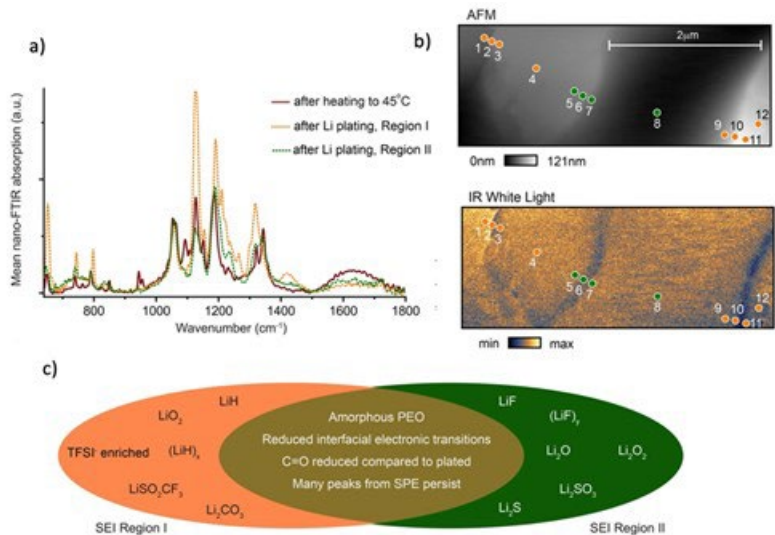 a)
Mean nano-FTIR absorption (a.u.)
after heating to 45°C
after Li plating, Region I
after Li plating, Region II
800 1000 1200 1400 1600 1800
Wavenumber (cm⁻¹)
b)
AFM
2μm
1 2 3
4
5 6 7
8
9 10 11 12
0nm 121nm
IR White Light
1 2 3
4
5 6 7
8
9 10 11 12
min max
c)
LiH
LiO₂
TFSI⁻ enriched
(LiH)ₓ
LiSO₂CF₃
Li₂CO₃
SEI Region I
Amorphous PEO
Reduced interfacial electronic transitions
C=O reduced compared to plated
Many peaks from SPE persist
LiF
(LiF)ᵧ
Li₂O
Li₂O₂
Li₂SO₃
Li₂S
SEI Region II